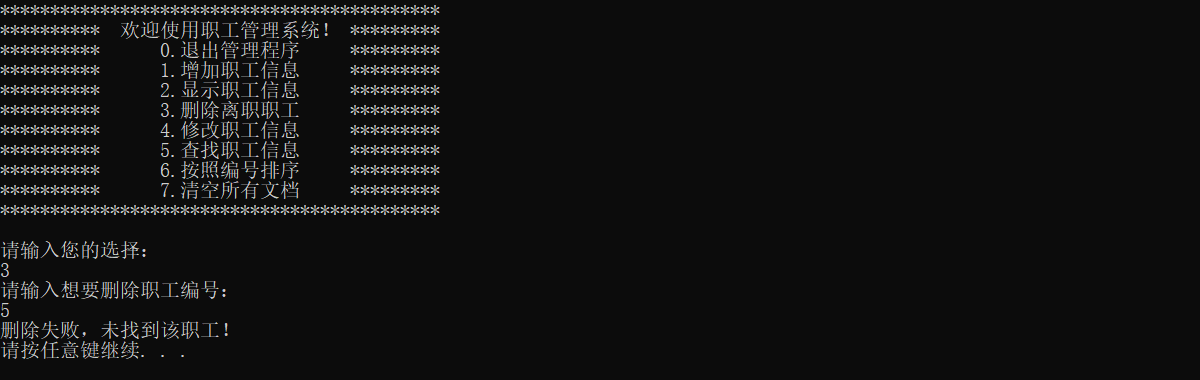 ********************************************
********** 欢迎使用职工管理系统！ *********
********** 0.退出管理程序 *********
********** 1.增加职工信息 *********
********** 2.显示职工信息 *********
********** 3.删除离职职工 *********
********** 4.修改职工信息 *********
********** 5.查找职工信息 *********
********** 6.按照编号排序 *********
********** 7.清空所有文档 *********
********************************************
请输入您的选择：
3
请输入想要删除职工编号：
5
删除失败，未找到该职工！
请按任意键继续. . .